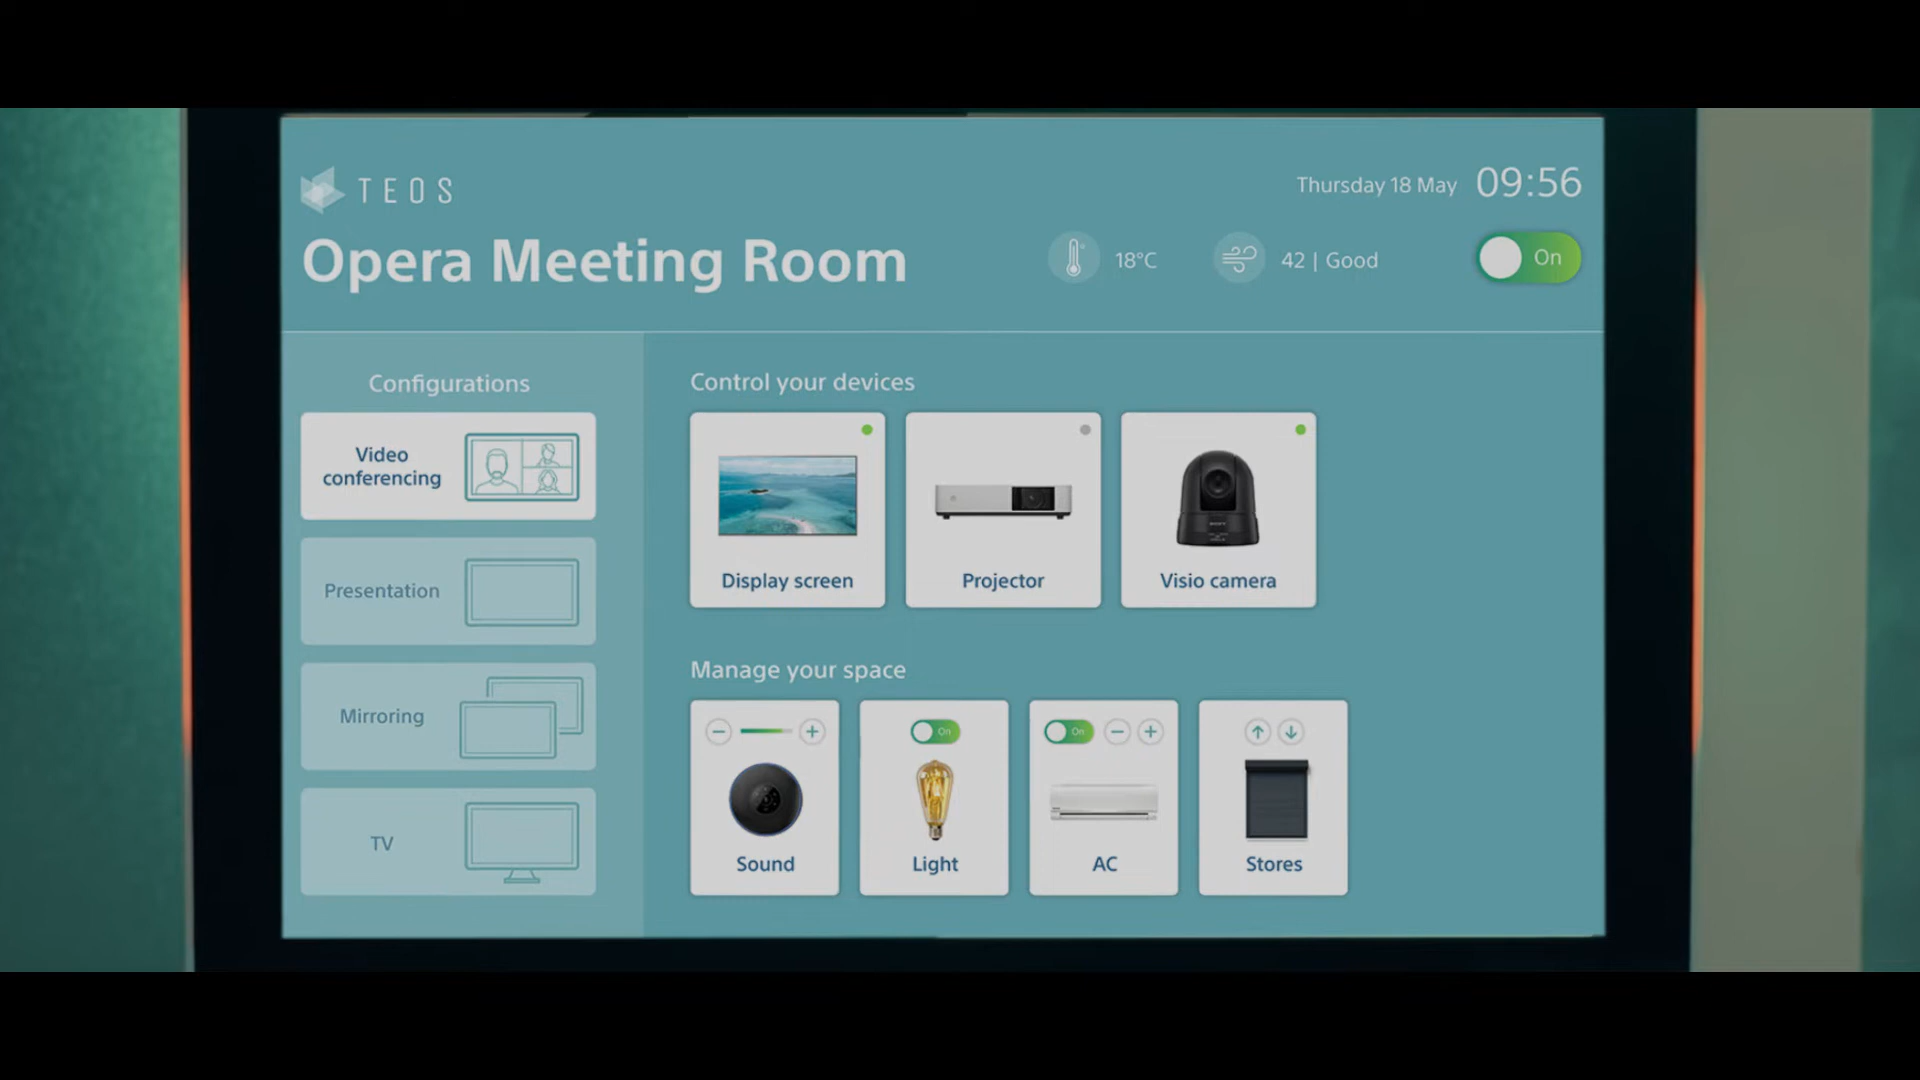 TEOS
Thursday 18 May 09:56
Opera Meeting Room
18°C
42 | Good
On
Configurations
Video
conferencing
Presentation
Mirroring
TV
Control your devices
Display screen
Projector
SONY
Visio camera
Manage your space
Sound
On
Light
On
AC
Stores